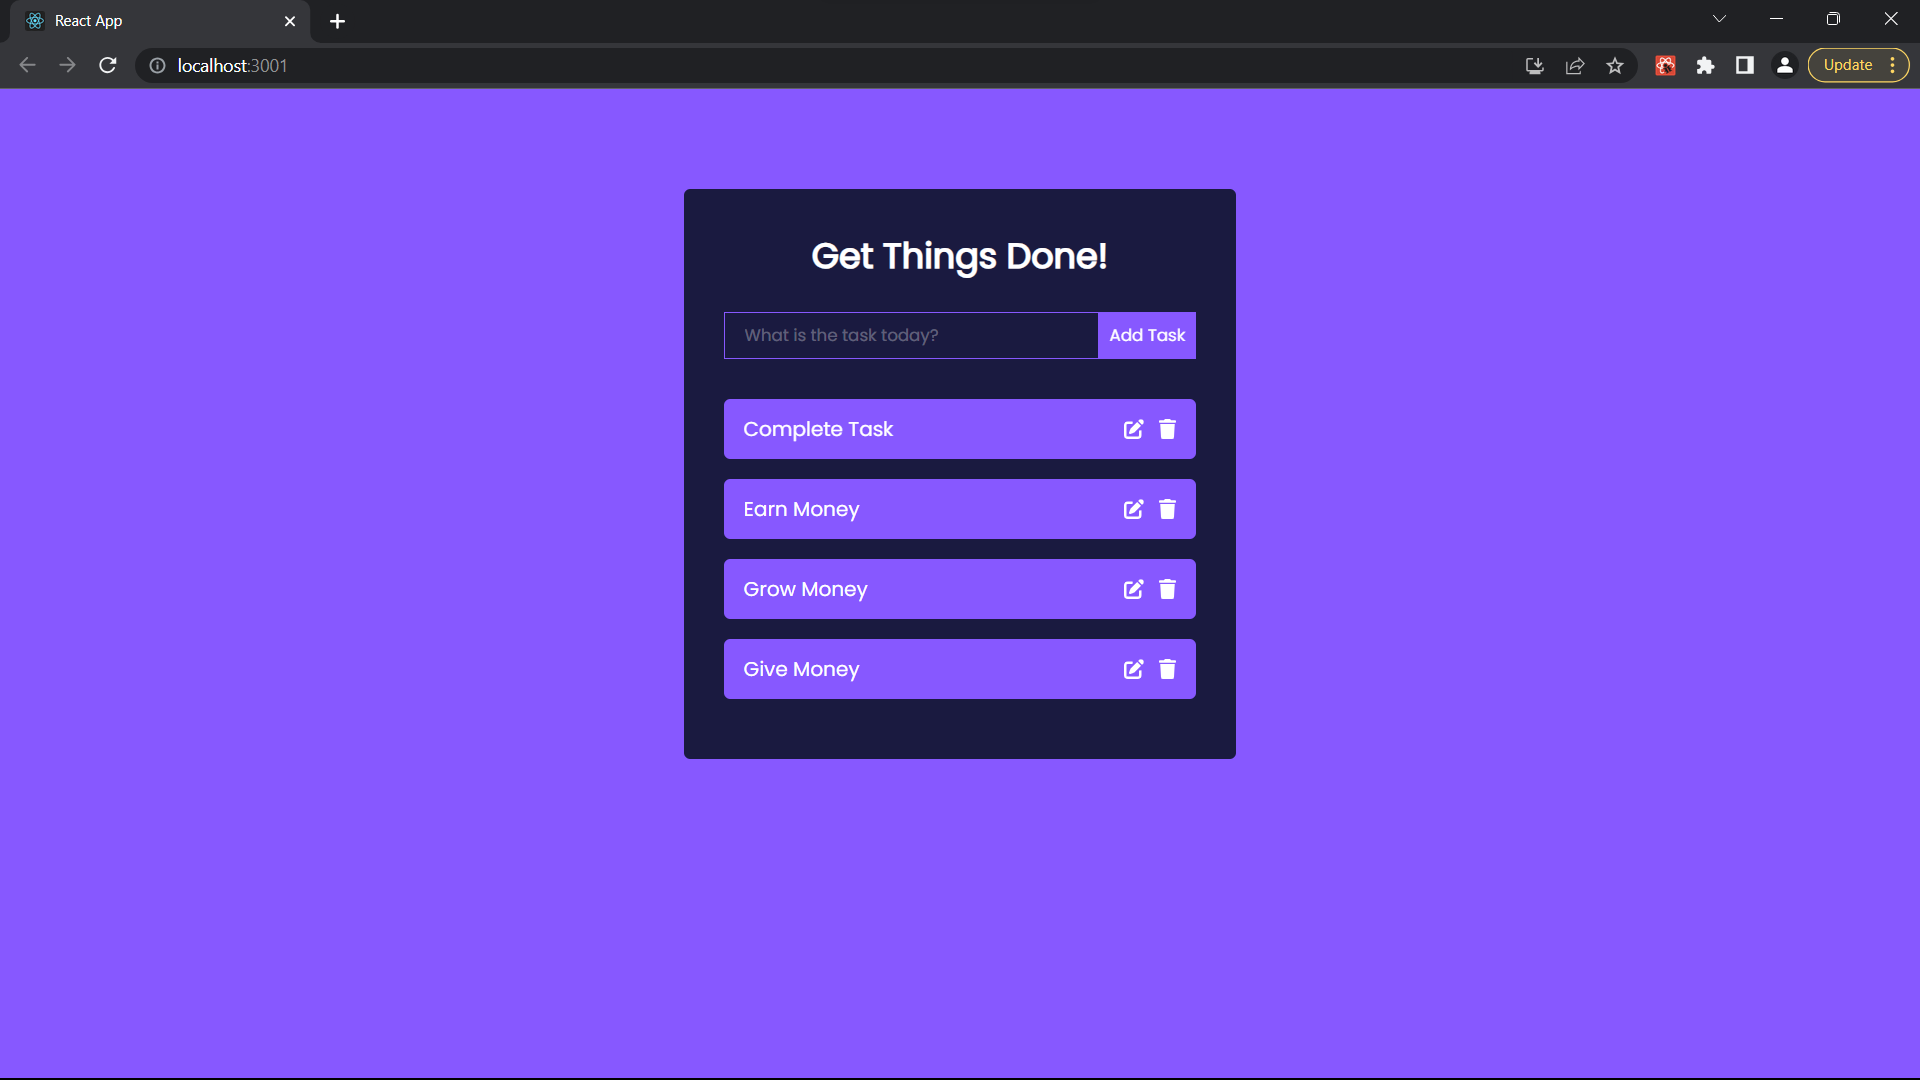 React App
localhost:3001
Update
Get Things Done!
What is the task today?
Add Task
Complete Task
Earn Money
Grow Money
Give Money